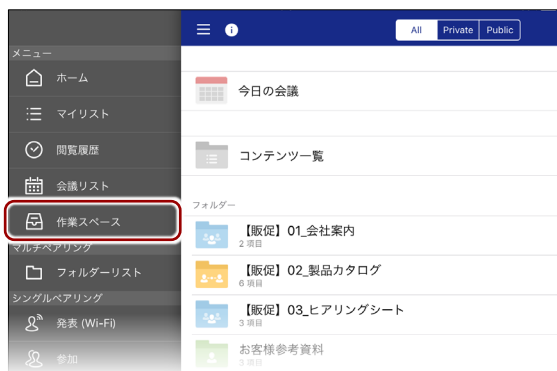 メニュー
ホーム
マイリスト
閲覧履歴
会議リスト
作業スペース
マルチペアリング
フォルダーリスト
シングルペアリング
発表 (Wi-Fi)
参加
All Private Public
今日の会議
コンテンツ一覧
フォルダー
【販促】01_会社案内
2 項目
【販促】02_製品カタログ
6 項目
【販促】03_ヒアリングシート
3 項目
お客様参考資料
3 項目